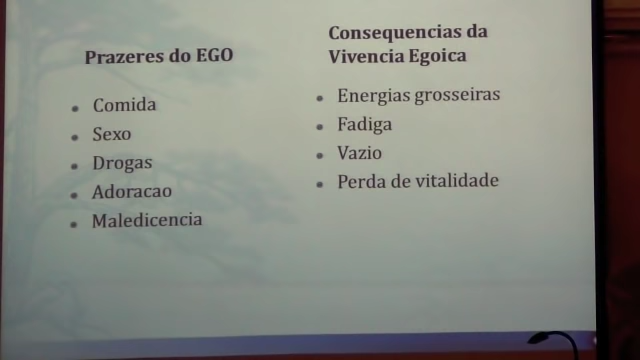 Prazeres do EGO
• Comida
• Sexo
• Drogas
• Adoracao
• Maledicencia
Consequencias da
Vivencia Egoica
• Energias grosseiras
• Fadiga
• Vazio
• Perda de vitalidade